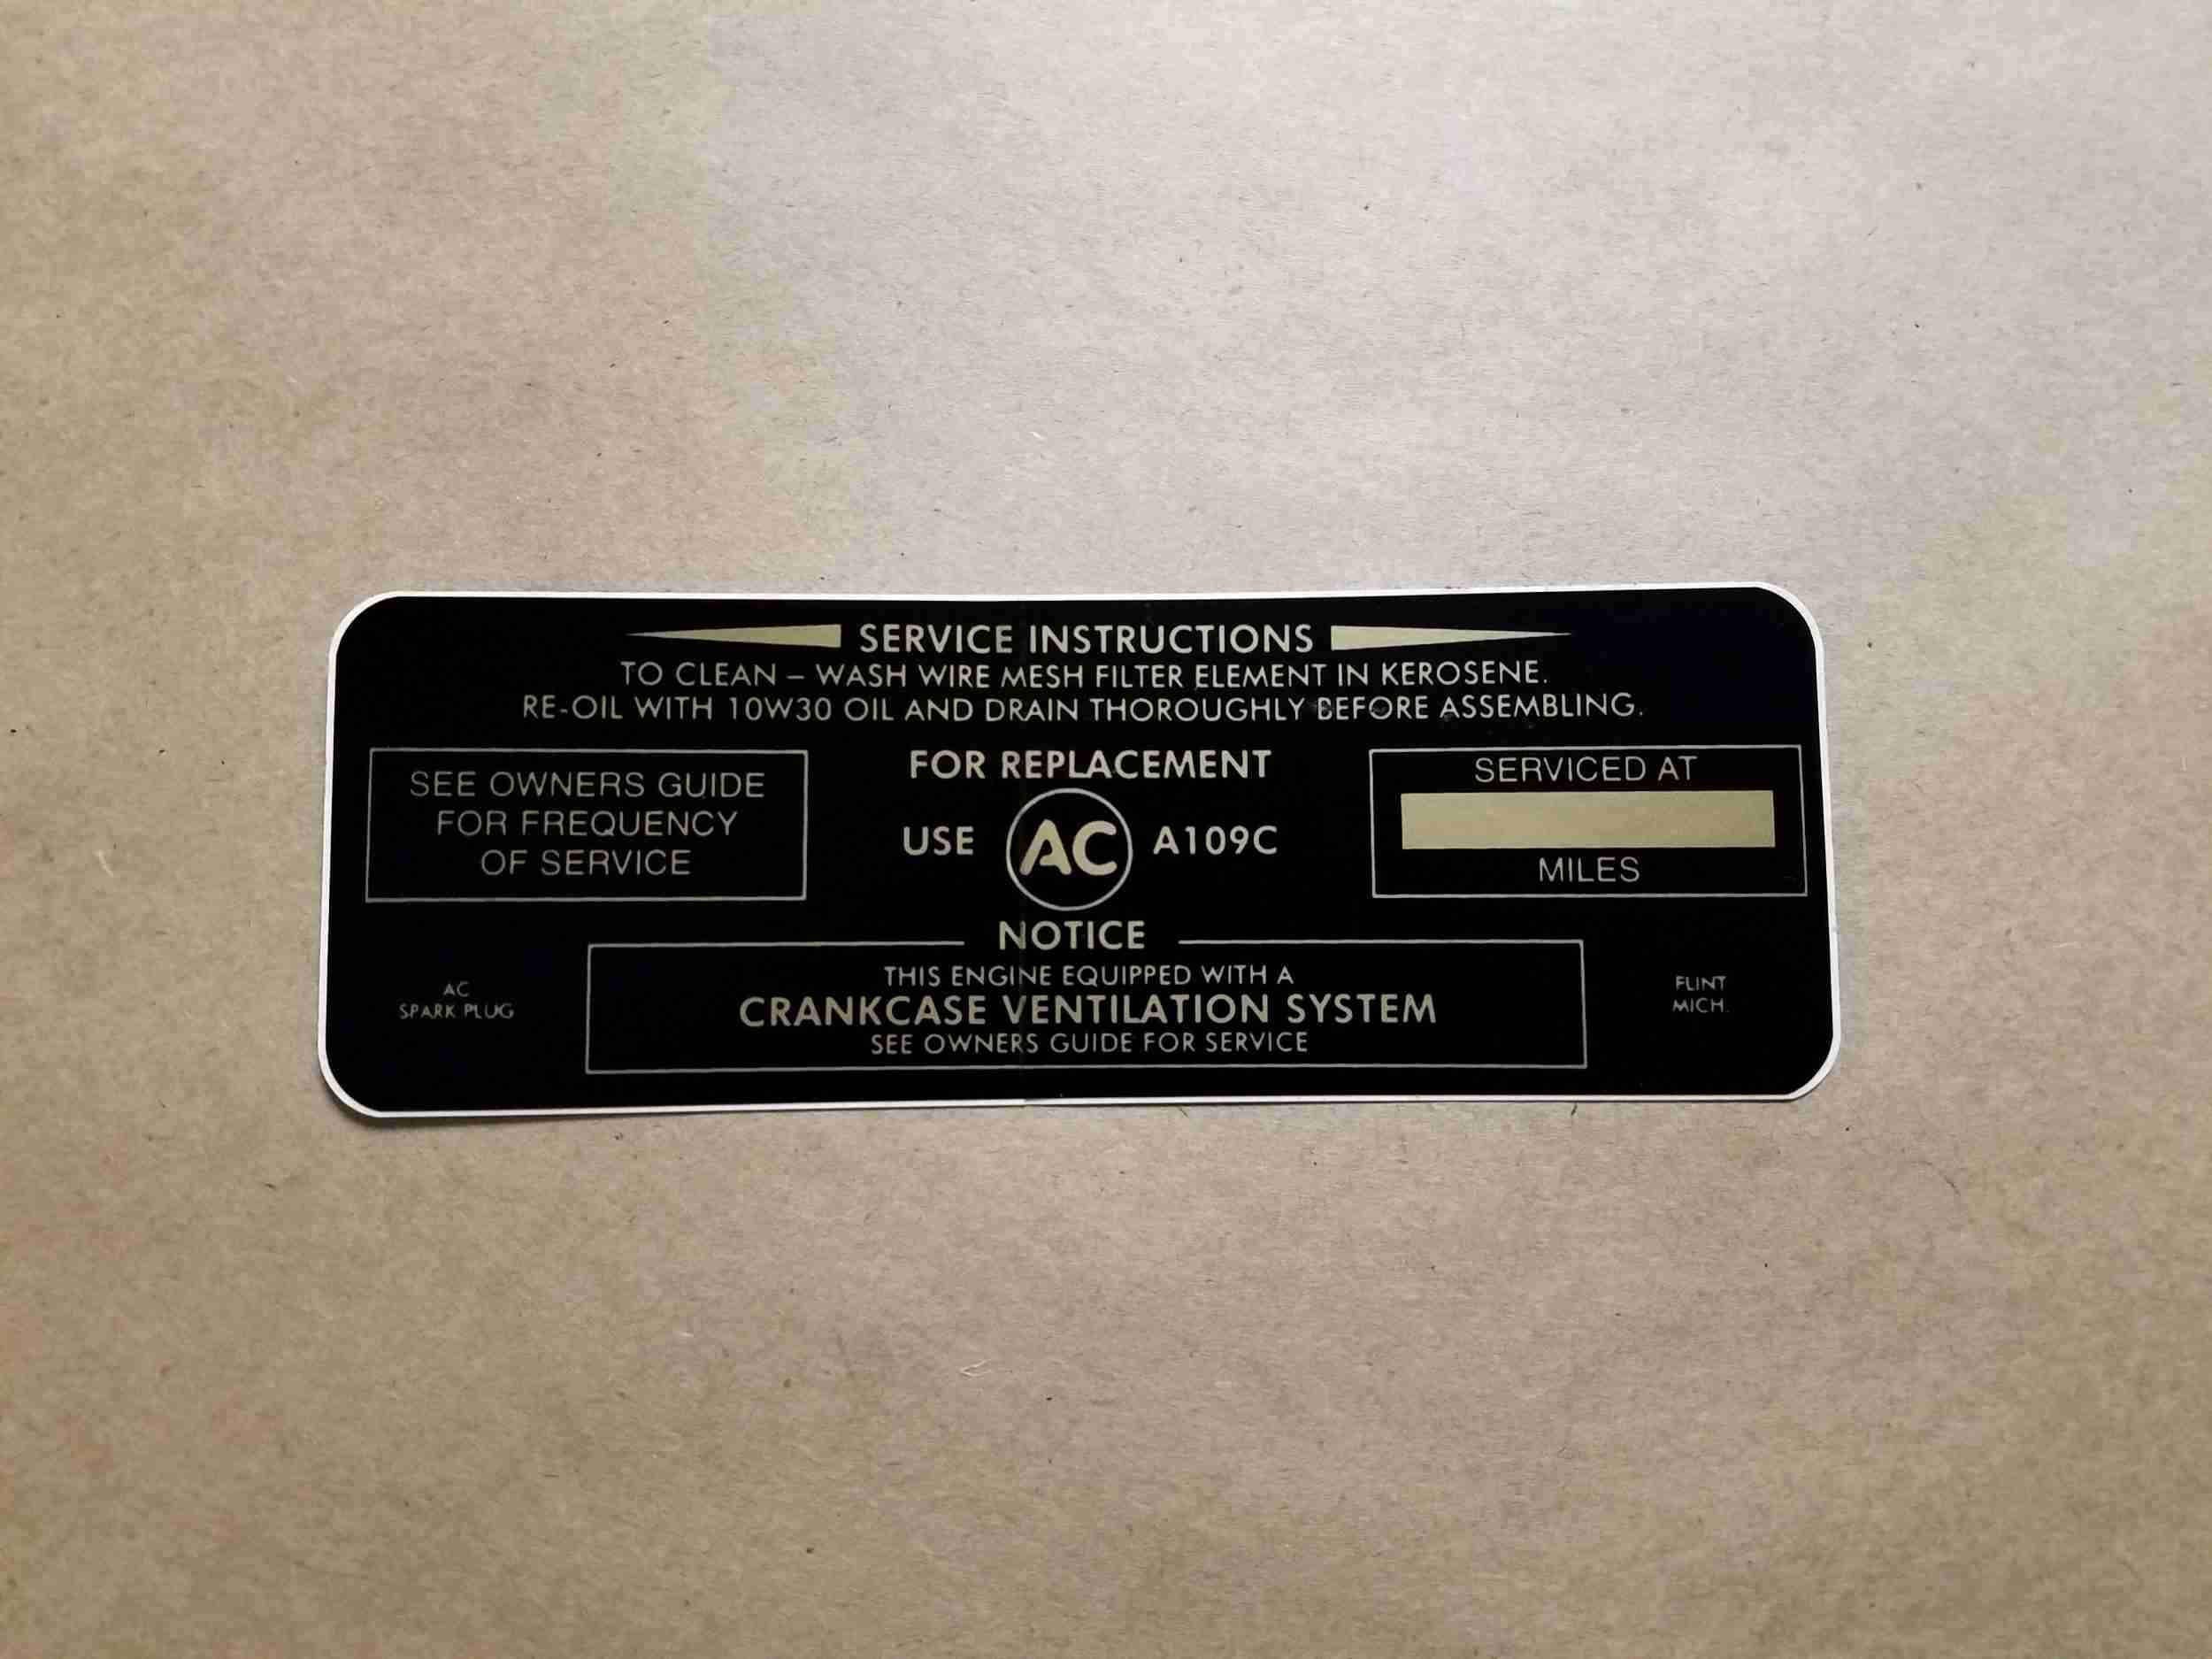 SERVICE INSTRUCTIONS
TO CLEAN – WASH WIRE MESH FILTER ELEMENT IN KEROSENE.
RE-OIL WITH 10W30 OIL AND DRAIN THOROUGHLY BEFORE ASSEMBLING.
SEE OWNERS GUIDE
FOR FREQUENCY
OF SERVICE
FOR REPLACEMENT
USE AC A109C
SERVICED AT
MILES
NOTICE
THIS ENGINE EQUIPPED WITH A
CRANKCASE VENTILATION SYSTEM
SEE OWNERS GUIDE FOR SERVICE
AC
SPARK PLUG
FLINT
MICH.